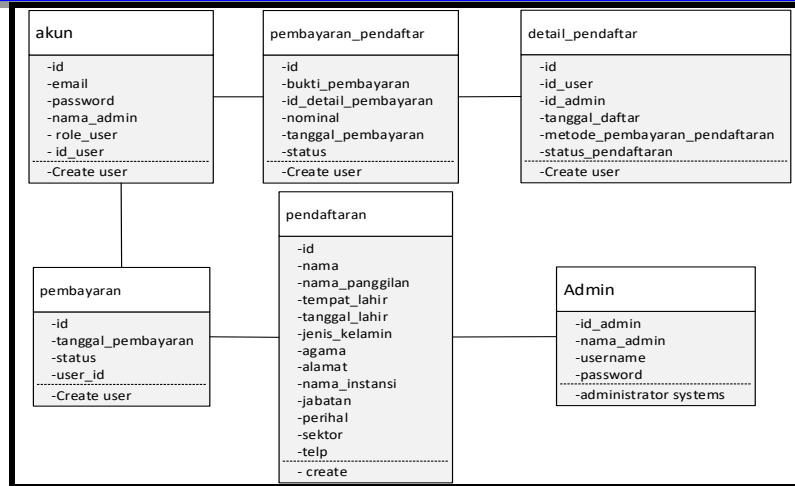 akun
-id
-email
-password
-nama_admin
- role_user
- id_user
-Create user
pembayaran_pendaftar
-id
-bukti_pembayaran
-id_detail_pembayaran
-nominal
-tanggal_pembayaran
-status
-Create user
detail_pendaftar
-id
-id_user
-id_admin
-tanggal_daftar
-metode_pembayaran_pendaftaran
-status_pendaftaran
-Create user
pembayaran
-id
-tanggal_pembayaran
-status
-user_id
-Create user
pendaftaran
-id
-nama
-nama_panggilan
-tempat_lahir
-tanggal_lahir
-jenis_kelamin
-agama
-alamat
-nama_instansi
-jabatan
-perihal
-sektor
-telp
- create
Admin
-id_admin
-nama_admin
-username
-password
-administrator systems